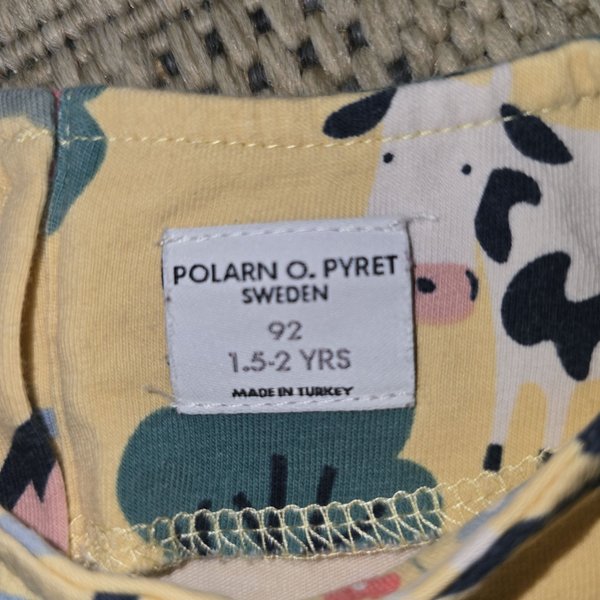 POLARN O. PYRET
SWEDEN
92
1.5-2 YRS
MADE IN TURKEY